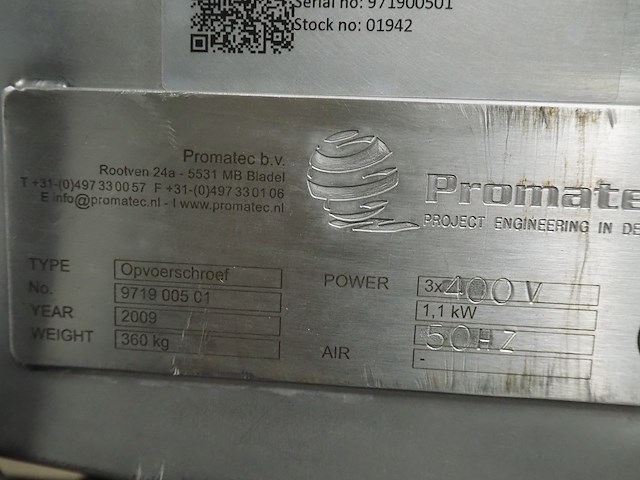 Serial no: 971900501
Stock no: 01942
Promatec b.v.
Rootven 24a - 5531 MB Bladel
T +31-(0)497 33 00 57 F +31-(0)497 33 01 06
E info@promatec.nl - I www.promatec.nl
Promate
PROJECT ENGINEERING IN DE
TYPE Opvoerschroef
No. 9719 005 01
YEAR 2009
WEIGHT 360 kg
POWER 3x400V
1,1 kW
50HZ
AIR -